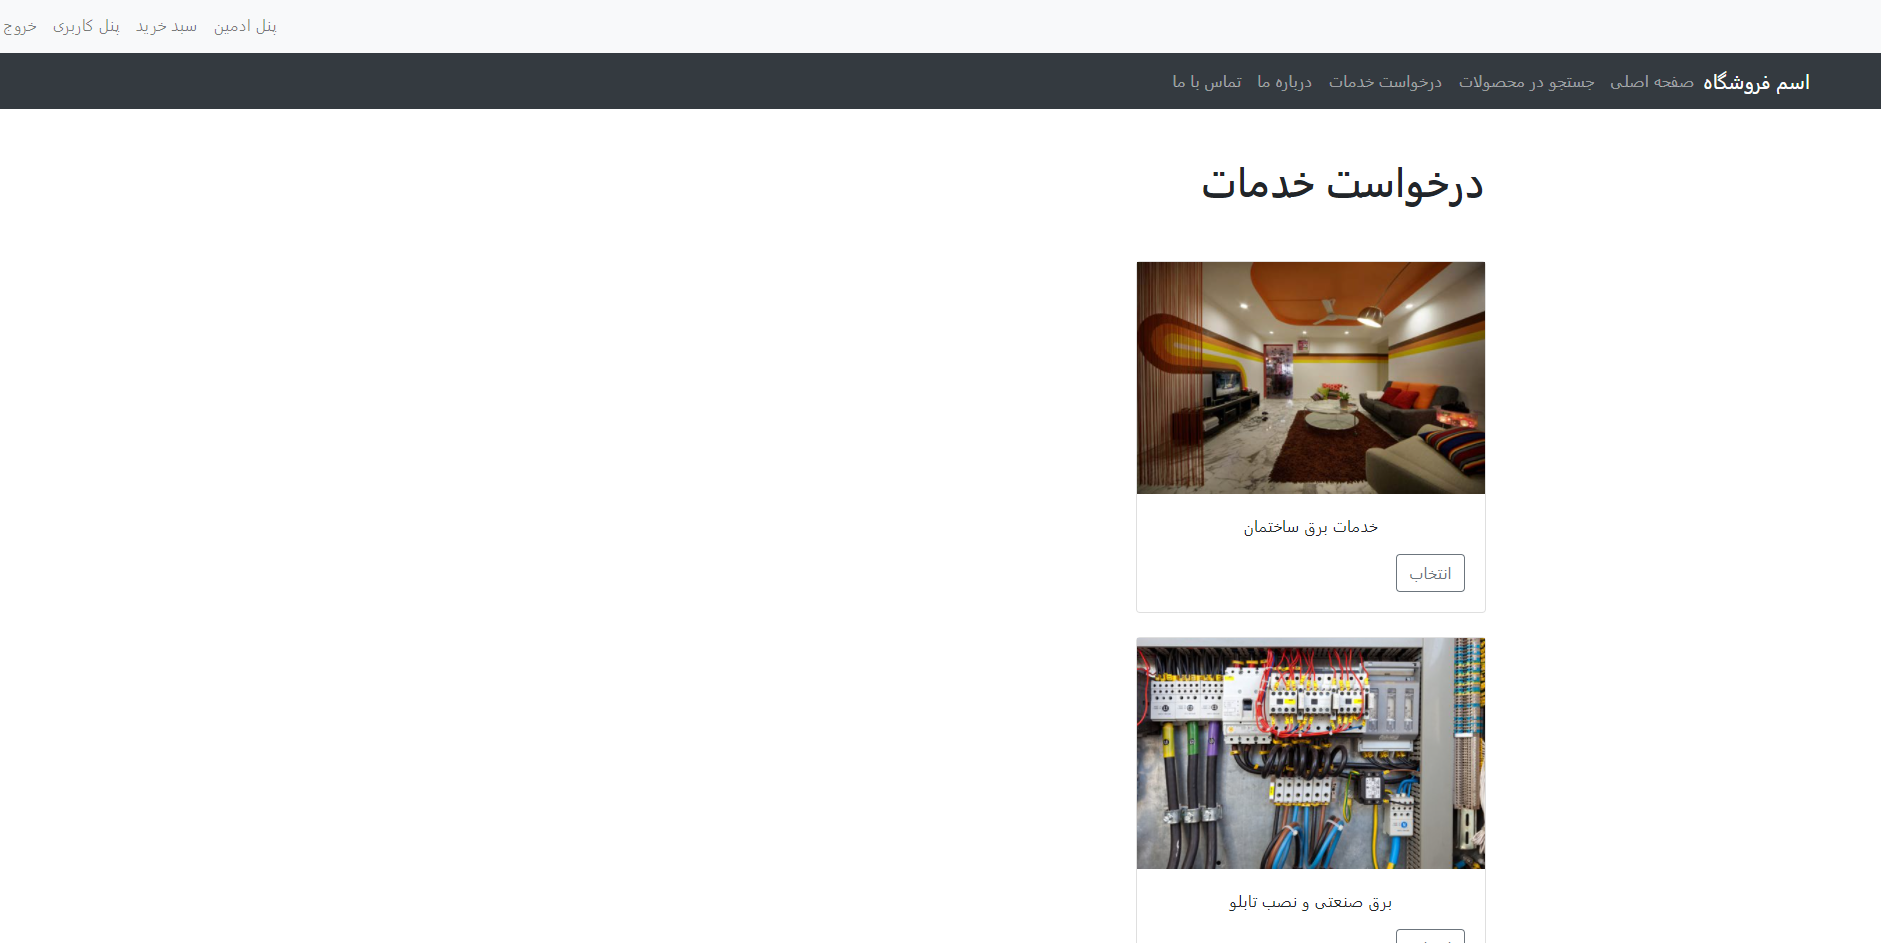 پنل ادمین سبد خرید پنل کاربری خروج
اسم فروشگاه صفحه اصلی جستجو در محصولات درخواست خدمات درباره ما تماس با ما
درخواست خدمات
خدمات برق ساختمان
انتخاب
برق صنعتی و نصب تابلو